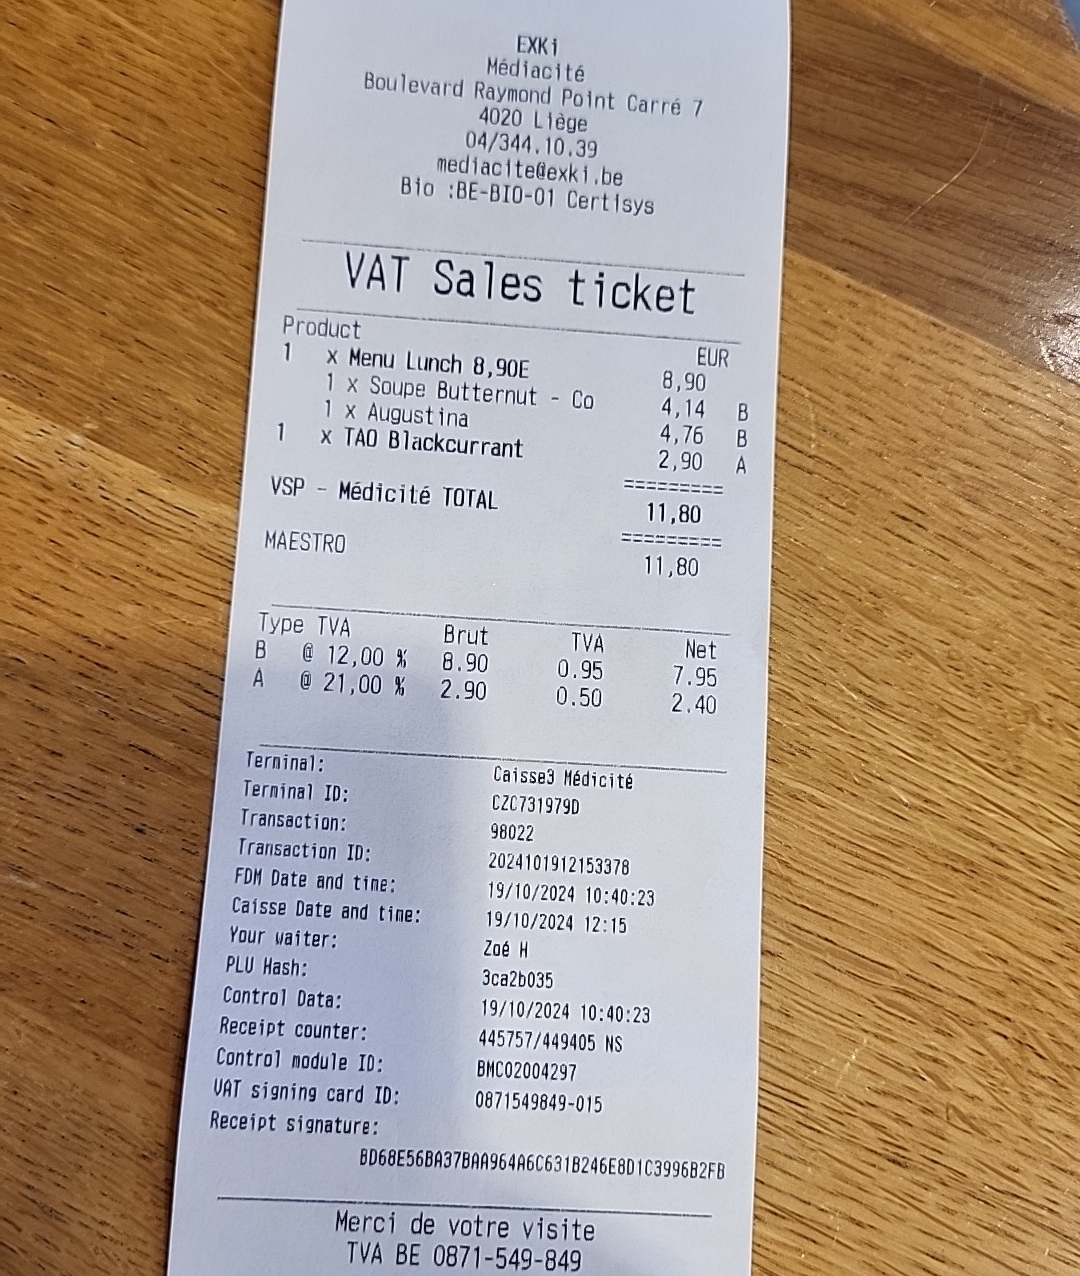 EXKi
Médiacité
Boulevard Raymond Point Carré 7
4020 Liège
04/344.10.39
mediacite@exki.be
Bio :BE-BIO-01 Certisys
VAT Sales ticket
Product EUR
1 x Menu Lunch 8,90E 8,90
1 x Soupe Butternut - Co 4,14 B
1 x Augustina 4,76 B
1 x TAO Blackcurrant 2,90 A
=========
VSP - Médicité TOTAL 11,80
=========
MAESTRO 11,80
Type TVA Brut TVA Net
B @ 12,00 % 8.90 0.95 7.95
A @ 21,00 % 2.90 0.50 2.40
Terminal: Caisse3 Médicité
Terminal ID: CZC731979D
Transaction: 98022
Transaction ID: 2024101912153378
FDM Date and time: 19/10/2024 10:40:23
Caisse Date and time: 19/10/2024 12:15
Your waiter: Zoé H
PLU Hash: 3ca2b035
Control Data: 19/10/2024 10:40:23
Receipt counter: 445757/449405 NS
Control module ID: BMC02004297
VAT signing card ID: 0871549849-015
Receipt signature:
BD68E56BA37BAA964A6C631B246E8D1C3996B2FB
Merci de votre visite
TVA BE 0871-549-849